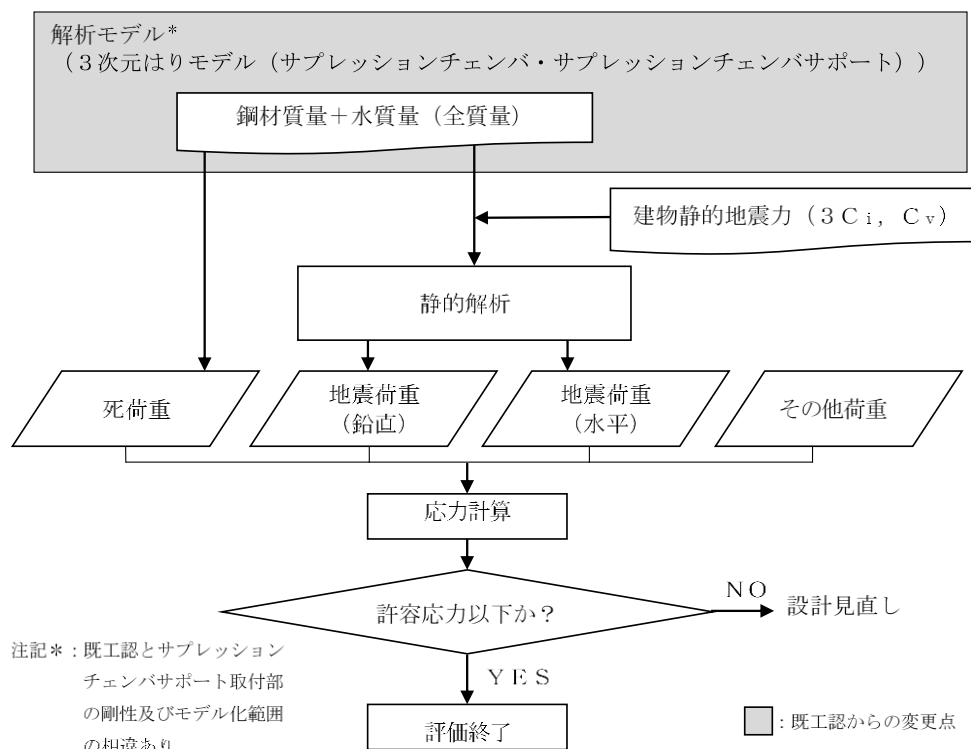 解析モデル*
（３次元はりモデル（サプレッションチェンバ・サプレッションチェンバサポート））
鋼材質量＋水質量（全質量）
建物静的地震力（３Ｃｉ，Ｃｖ）
静的解析
死荷重
地震荷重
（鉛直）
地震荷重
（水平）
その他荷重
応力計算
許容応力以下か？
ＮＯ
設計見直し
ＹＥＳ
評価終了
注記＊：既工認とサプレッション
チェンバサポート取付部
の剛性及びモデル化範囲
の相違あり
：既工認からの変更点